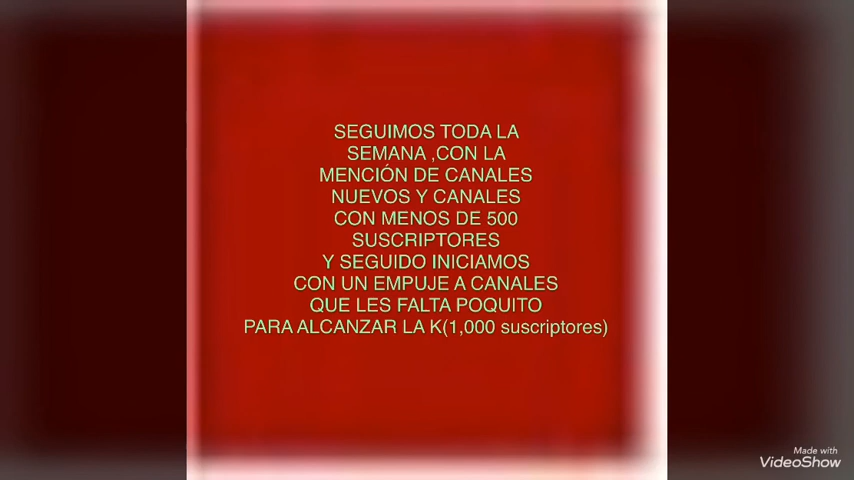 SEGUIMOS TODA LA
SEMANA ,CON LA
MENCIÓN DE CANALES
NUEVOS Y CANALES
CON MENOS DE 500
SUSCRIPTORES
Y SEGUIDO INICIAMOS
CON UN EMPUJE A CANALES
QUE LES FALTA POQUITO
PARA ALCANZAR LA K(1,000 suscriptores)
Made with
VideoShow